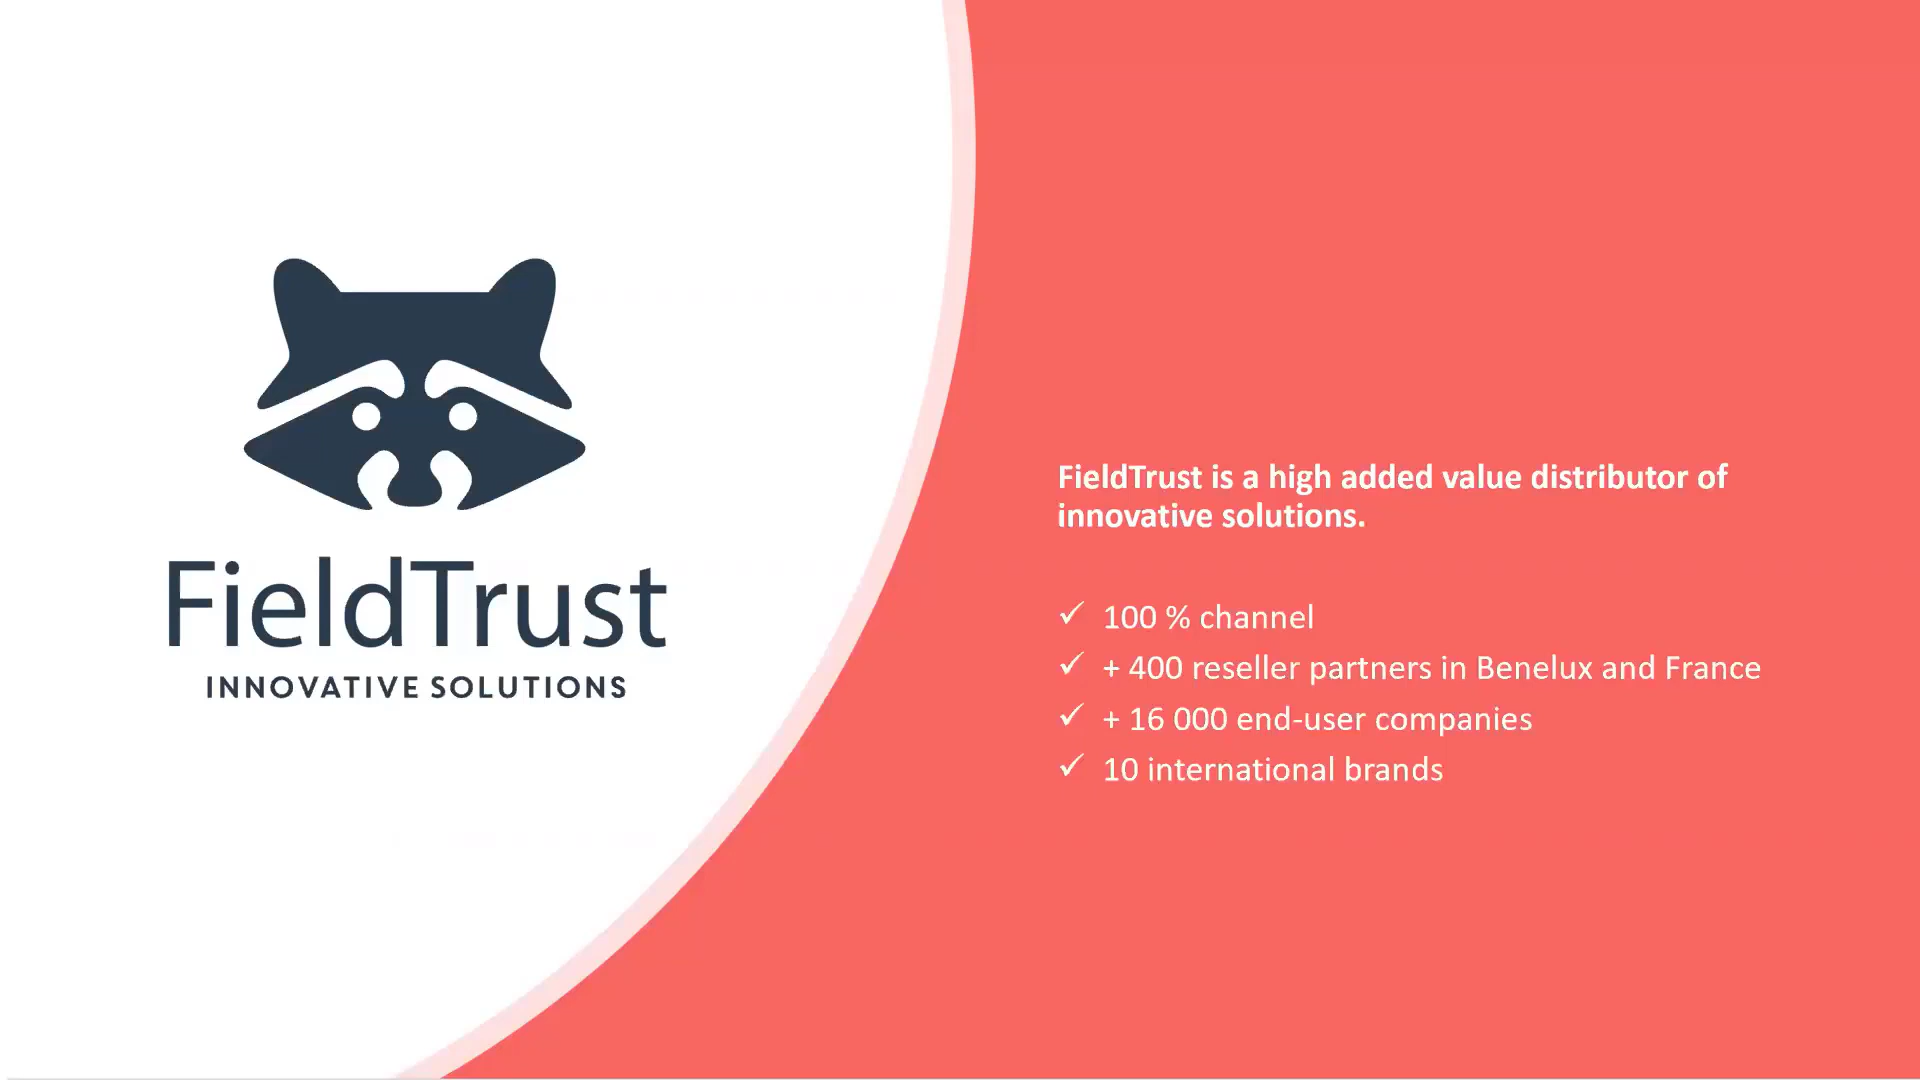 FieldTrust
INNOVATIVE SOLUTIONS
FieldTrust is a high added value distributor of
innovative solutions.
✓ 100 % channel
✓ + 400 reseller partners in Benelux and France
✓ + 16 000 end-user companies
✓ 10 international brands